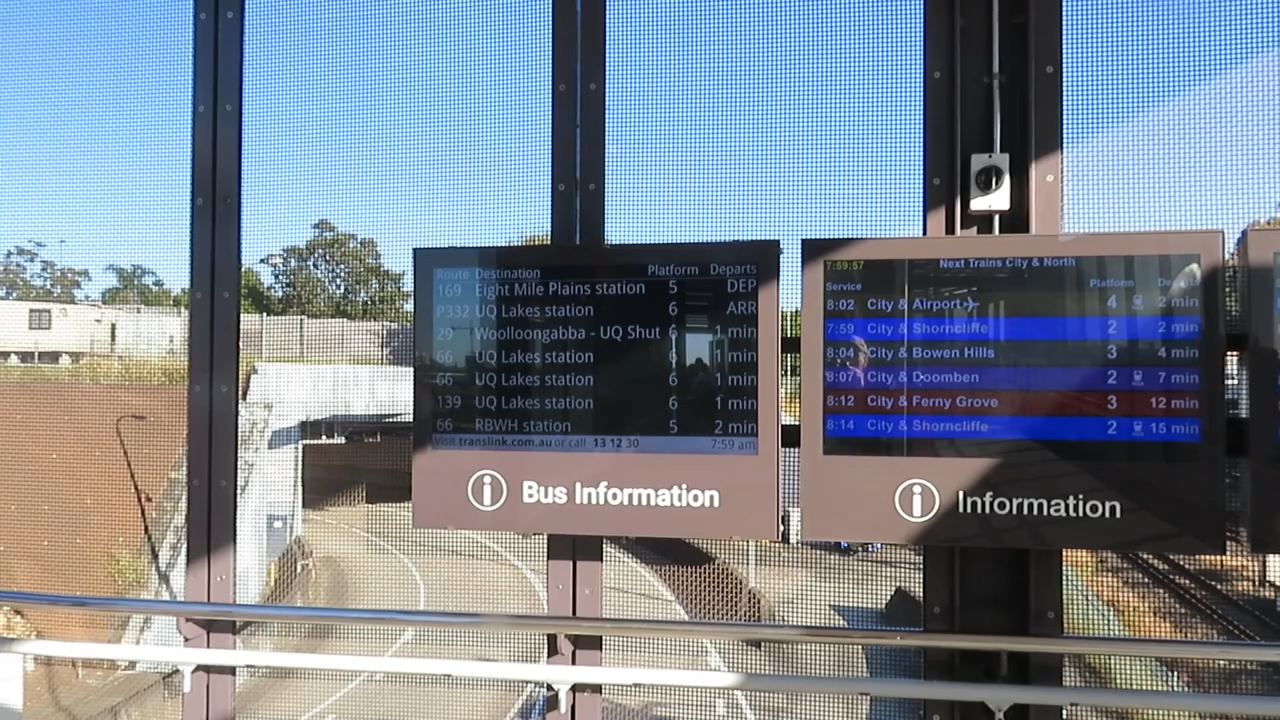 Route Destination Platform Departs
169 Eight Mile Plains station 5 DEP
P332 UQ Lakes station 6 ARR
29 Woolloongabba - UQ Shut 6 1 min
66 UQ Lakes station 6 1 min
66 UQ Lakes station 6 1 min
139 UQ Lakes station 6 1 min
66 RBWH station 5 2 min
Visit translink.com.au or call 13 12 30 7:59 am
i Bus Information
7:59:57 Next Trains City & North
Service Platform Departs
8:02 City & Airport 4 2 min
7:59 City & Shorncliffe 2 2 min
8:04 City & Bowen Hills 3 4 min
8:07 City & Doomben 2 7 min
8:12 City & Ferny Grove 3 12 min
8:14 City & Shorncliffe 2 15 min
i Information